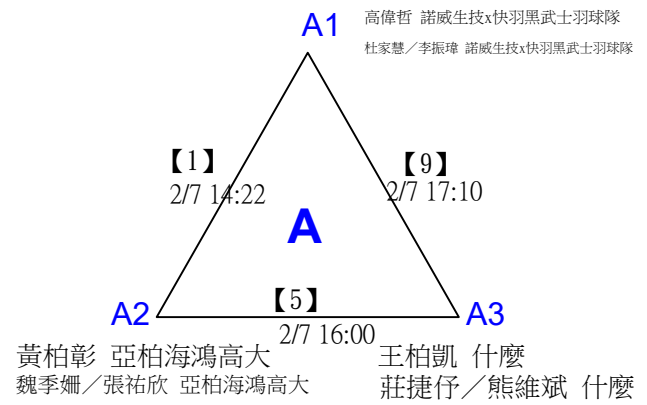 A1
高偉哲 諾威生技x快羽黑武士羽球隊
杜家慧／李振瑋 諾威生技x快羽黑武士羽球隊
【1】
2/7 14:22
【9】
2/7 17:10
A
A2
【5】
2/7 16:00
A3
黃柏彰 亞柏海鴻高大
魏季姍／張祐欣 亞柏海鴻高大
王柏凱 什麼
莊捷伃／熊維斌 什麼